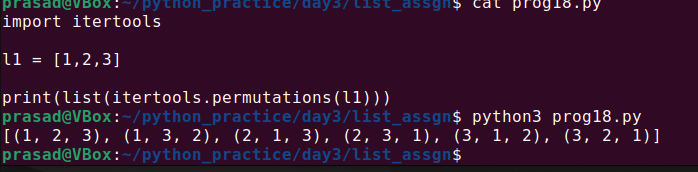 prasad@VBox:~/python_practice/day3/list_assgn$ cat prog18.py
import itertools
l1 = [1,2,3]
print(list(itertools.permutations(l1)))
prasad@VBox:~/python_practice/day3/list_assgn$ python3 prog18.py
[(1, 2, 3), (1, 3, 2), (2, 1, 3), (2, 3, 1), (3, 1, 2), (3, 2, 1)]
prasad@VBox:~/python_practice/day3/list_assgn$